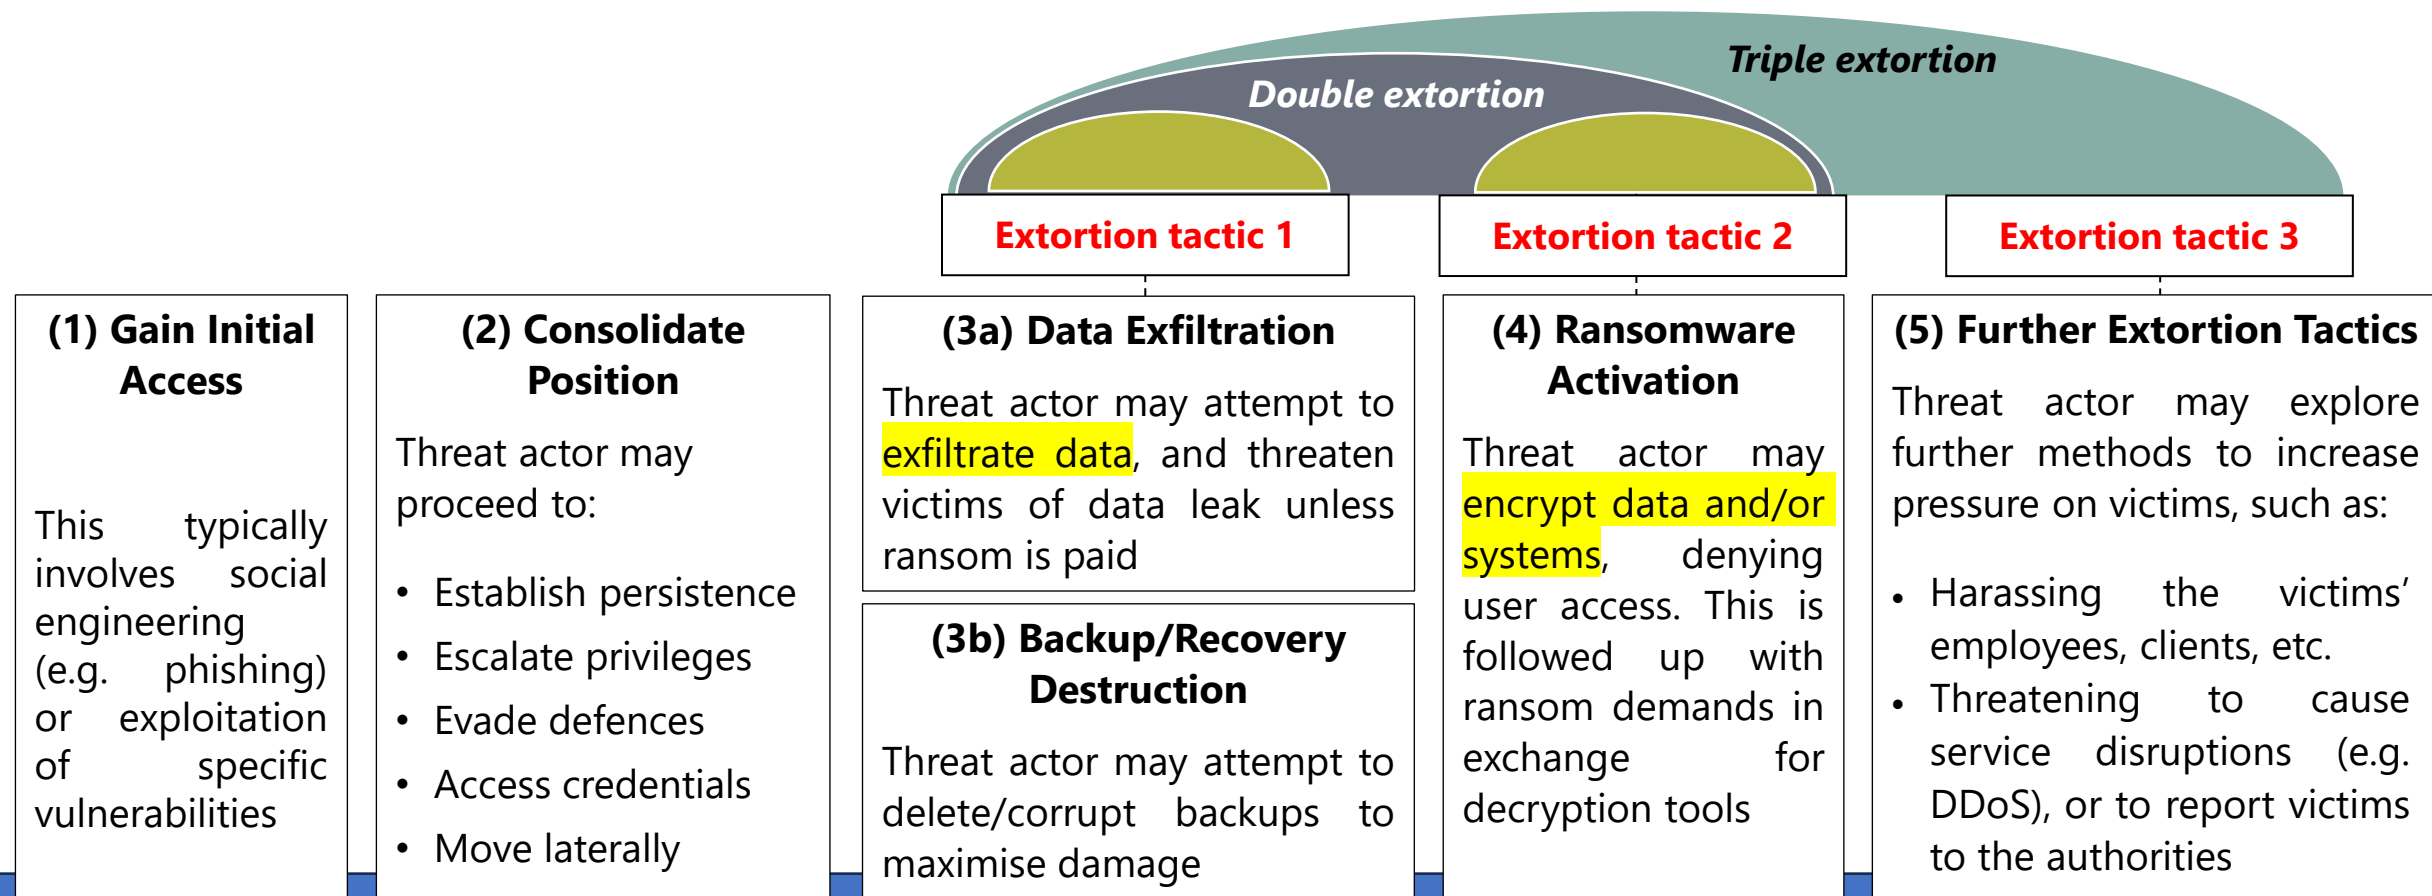 Triple extortion
Double extortion
Extortion tactic 1
Extortion tactic 2
Extortion tactic 3
(1) Gain Initial
Access
This typically
involves social
engineering
(e.g. phishing)
or exploitation
of specific
vulnerabilities
(2) Consolidate
Position
Threat actor may
proceed to:
• Establish persistence
• Escalate privileges
• Evade defences
• Access credentials
• Move laterally
(3a) Data Exfiltration
Threat actor may attempt to
exfiltrate data, and threaten
victims of data leak unless
ransom is paid
(3b) Backup/Recovery
Destruction
Threat actor may attempt to
delete/corrupt backups to
maximise damage
(4) Ransomware
Activation
Threat actor may
encrypt data and/or
systems, denying
user access. This is
followed up with
ransom demands in
exchange for
decryption tools
(5) Further Extortion Tactics
Threat actor may explore
further methods to increase
pressure on victims, such as:
• Harassing the victims’
employees, clients, etc.
• Threatening to cause
service disruptions (e.g.
DDoS), or to report victims
to the authorities